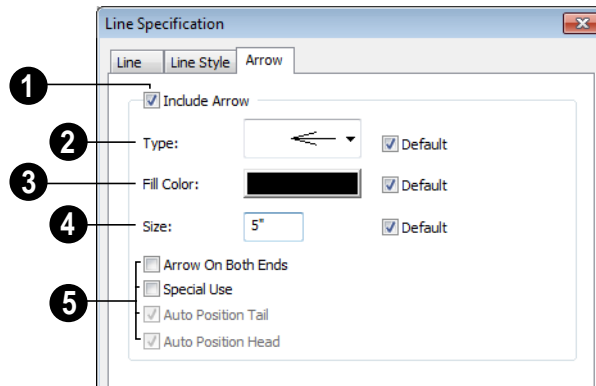 Line Specification
Line Line Style Arrow
1 Include Arrow
2 Type: Default
3 Fill Color: Default
4 Size: 5" Default
Arrow On Both Ends
5 Special Use
Auto Position Tail
Auto Position Head